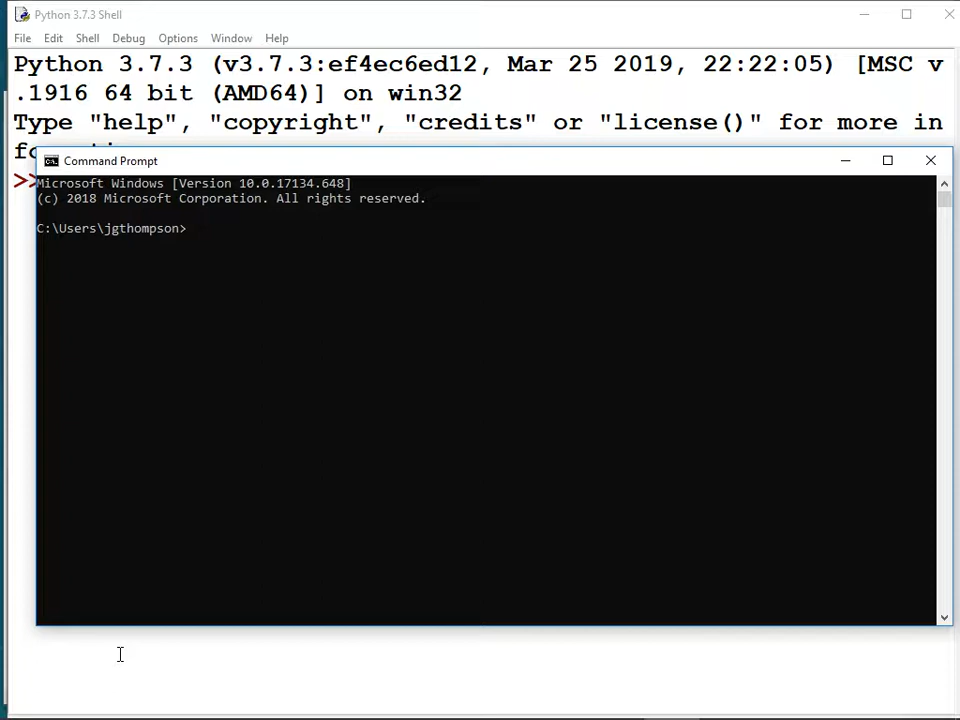 Python 3.7.3 Shell
File Edit Shell Debug Options Window Help
Python 3.7.3 (v3.7.3:ef4ec6ed12, Mar 25 2019, 22:22:05) [MSC v
.1916 64 bit (AMD64)] on win32
Type "help", "copyright", "credits" or "license()" for more in
Command Prompt
>>
Microsoft Windows [Version 10.0.17134.648]
(c) 2018 Microsoft Corporation. All rights reserved.
C:\Users\jgthompson>